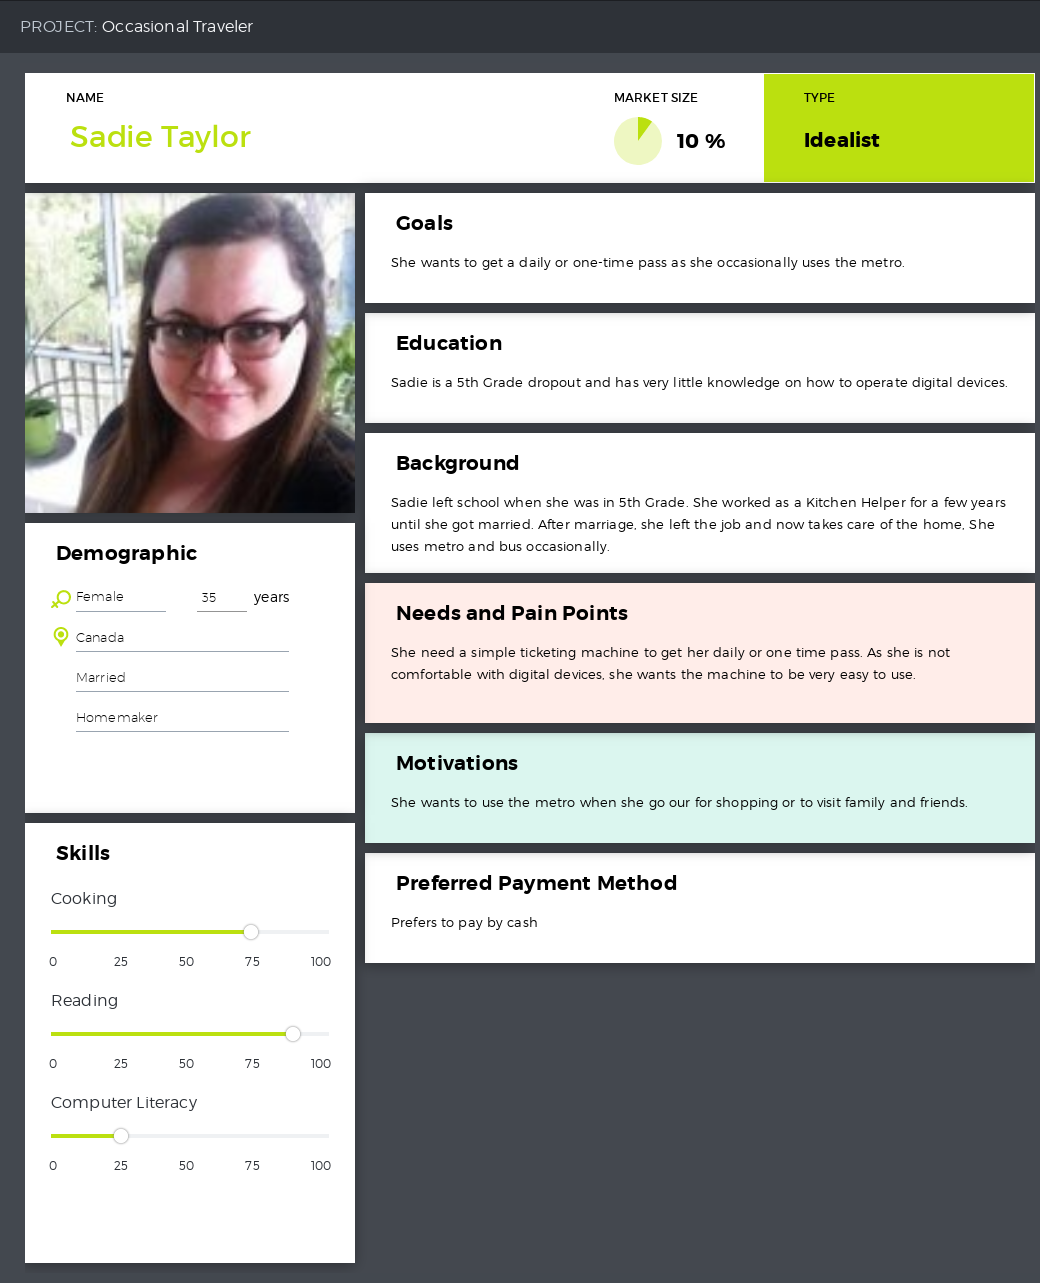 PROJECT: Occasional Traveler
NAME
Sadie Taylor
MARKET SIZE
10 %
TYPE
Idealist
Goals
She wants to get a daily or one-time pass as she occasionally uses the metro.
Education
Sadie is a 5th Grade dropout and has very little knowledge on how to operate digital devices.
Background
Sadie left school when she was in 5th Grade. She worked as a Kitchen Helper for a few years
until she got married. After marriage, she left the job and now takes care of the home, She
uses metro and bus occasionally.
Demographic
Female 35 years
Canada
Married
Homemaker
Needs and Pain Points
She need a simple ticketing machine to get her daily or one time pass. As she is not
comfortable with digital devices, she wants the machine to be very easy to use.
Motivations
She wants to use the metro when she go our for shopping or to visit family and friends.
Skills
Cooking
0 25 50 75 100
Reading
0 25 50 75 100
Computer Literacy
0 25 50 75 100
Preferred Payment Method
Prefers to pay by cash